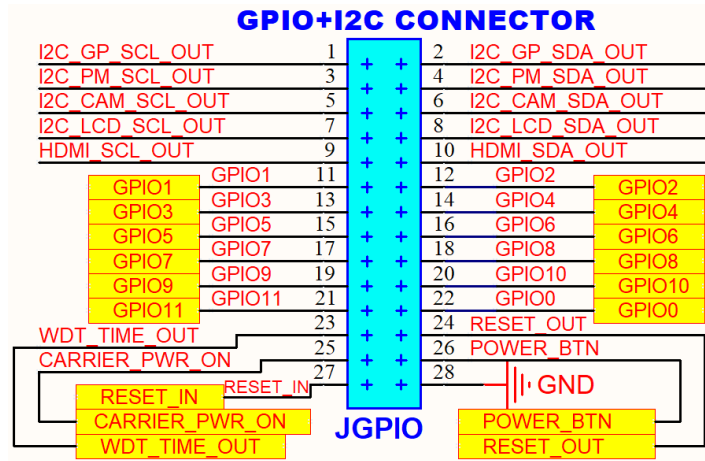 GPIO+I2C CONNECTOR
I2C_GP_SCL_OUT 1 2 I2C_GP_SDA_OUT
I2C_PM_SCL_OUT 3 4 I2C_PM_SDA_OUT
I2C_CAM_SCL_OUT 5 6 I2C_CAM_SDA_OUT
I2C_LCD_SCL_OUT 7 8 I2C_LCD_SDA_OUT
HDMI_SCL_OUT 9 10 HDMI_SDA_OUT
GPIO1 GPIO1 11 12 GPIO2 GPIO2
GPIO3 GPIO3 13 14 GPIO4 GPIO4
GPIO5 GPIO5 15 16 GPIO6 GPIO6
GPIO7 GPIO7 17 18 GPIO8 GPIO8
GPIO9 GPIO9 19 20 GPIO10 GPIO10
GPIO11 GPIO11 21 22 GPIO0 GPIO0
WDT_TIME_OUT 23 24 RESET_OUT
CARRIER_PWR_ON 25 26 POWER_BTN
RESET_IN RESET_IN 27 28 GND
CARRIER_PWR_ON JGPIO POWER_BTN
WDT_TIME_OUT RESET_OUT